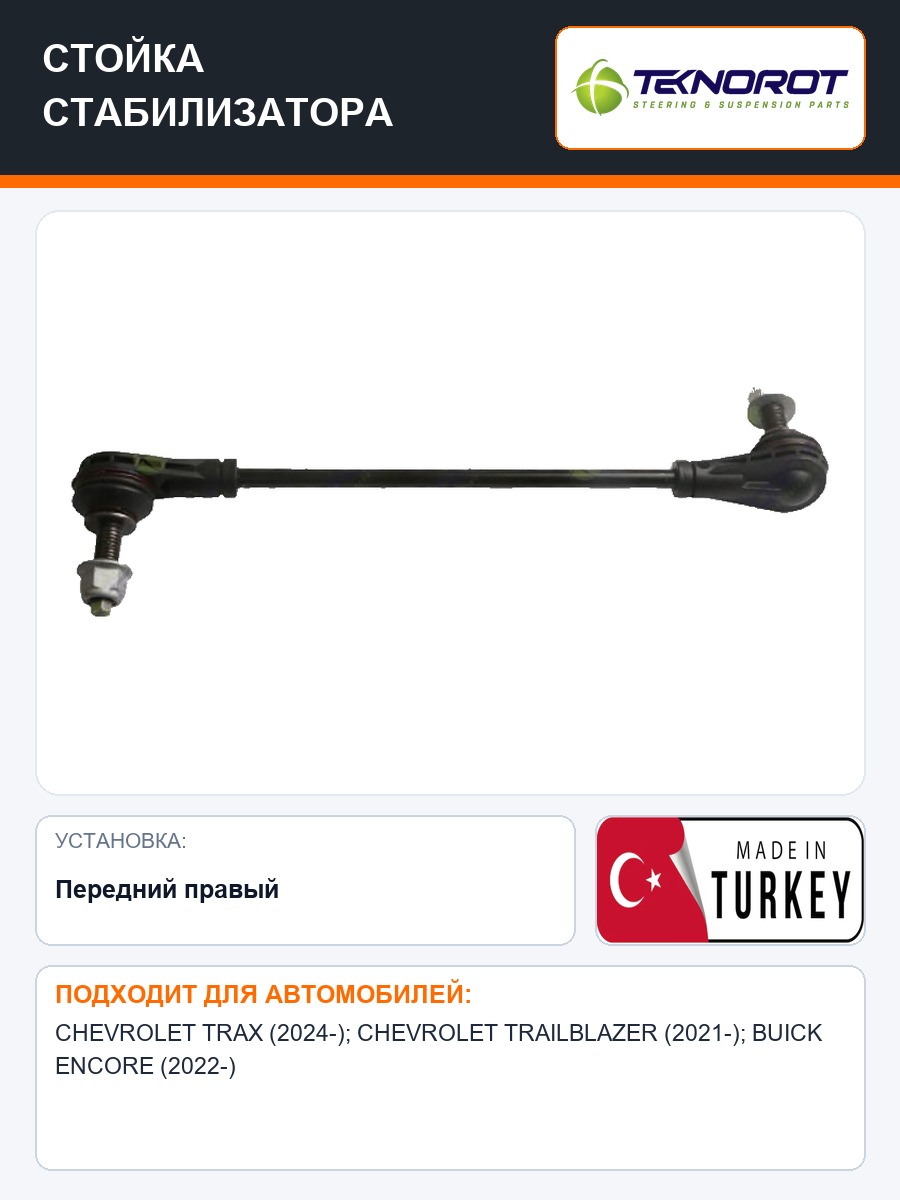 СТОЙКА
СТАБИЛИЗАТОРА
TEKNOROT
STEERING & SUSPENSION PARTS
УСТАНОВКА:
Передний правый
MADE IN
TURKEY
ПОДХОДИТ ДЛЯ АВТОМОБИЛЕЙ:
CHEVROLET TRAX (2024-); CHEVROLET TRAILBLAZER (2021-); BUICK
ENCORE (2022-)